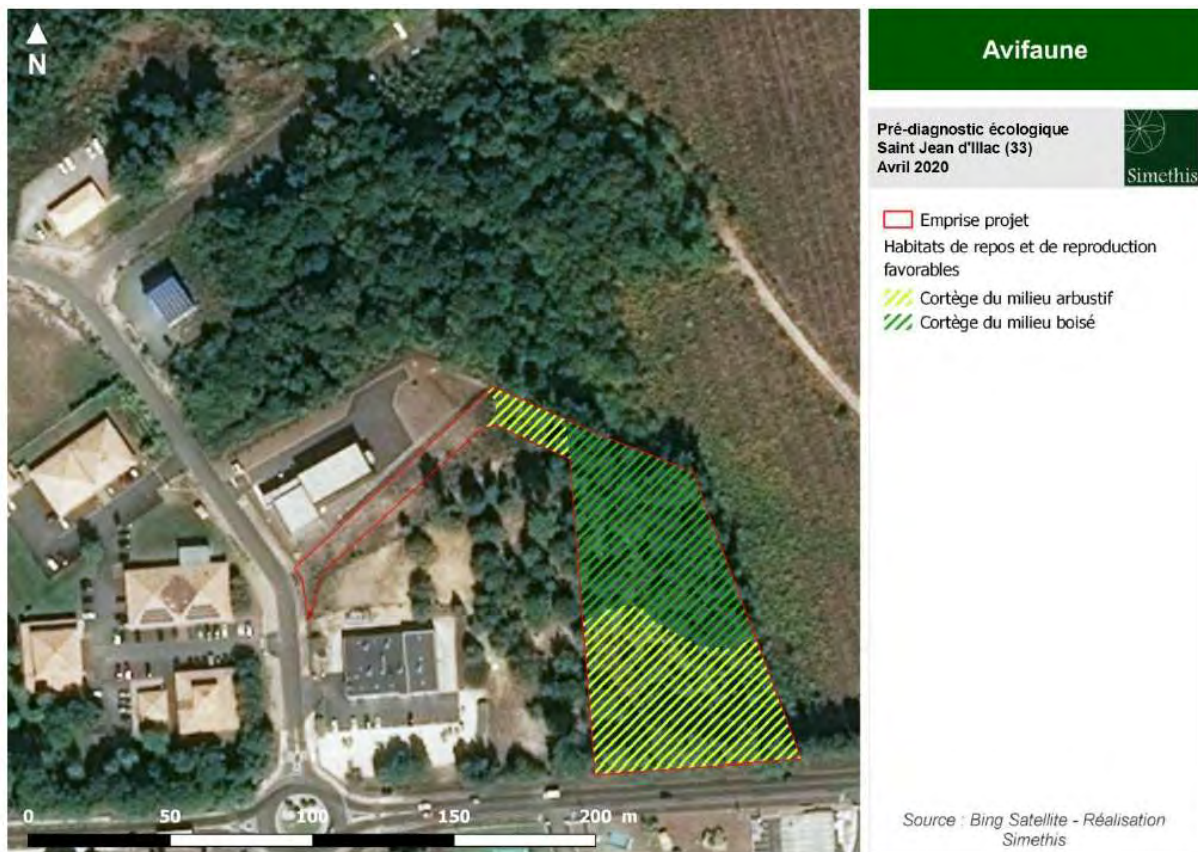 N
Avifaune
Pré-diagnostic écologique
Saint Jean d'Illac (33)
Avril 2020
Simethis
Emprise projet
Habitats de repos et de reproduction
favorables
Cortège du milieu arbustif
Cortège du milieu boisé
0 50 100 150 200 m
Source : Bing Satellite - Réalisation
Simethis